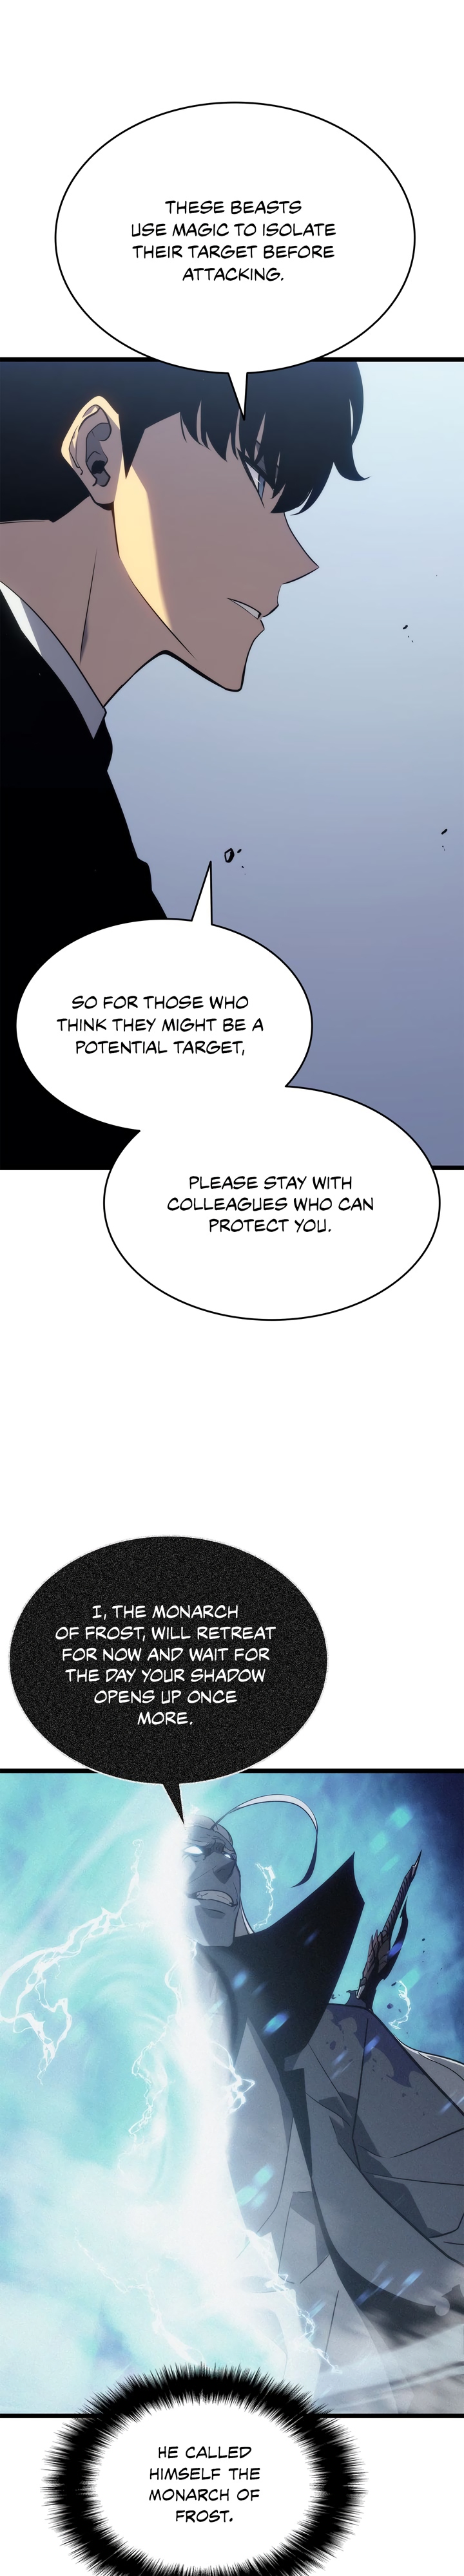 THESE BEASTS
USE MAGIC TO ISOLATE
THEIR TARGET BEFORE
ATTACKING.
SO FOR THOSE WHO
THINK THEY MIGHT BE A
POTENTIAL TARGET,
PLEASE STAY WITH
COLLEAGUES WHO CAN
PROTECT YOU.
I, THE MONARCH
OF FROST, WILL RETREAT
FOR NOW AND WAIT FOR
THE DAY YOUR SHADOW
OPENS UP ONCE
MORE.
HE CALLED
HIMSELF THE
MONARCH OF
FROST.